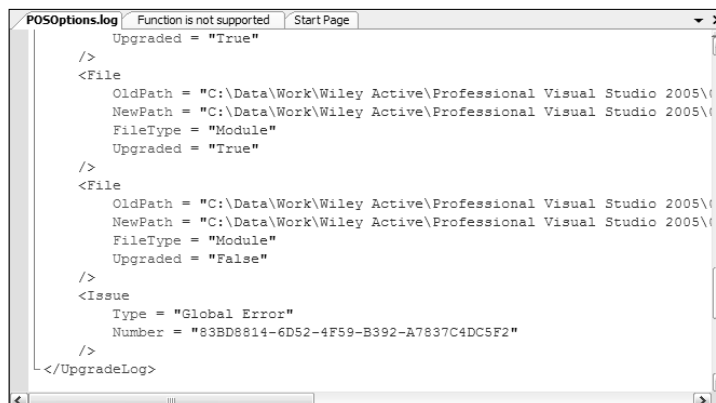 POSOptions.log Function is not supported Start Page
Upgraded = "True"
/>
<File
OldPath = "C:\Data\Work\Wiley Active\Professional Visual Studio 2005\
NewPath = "C:\Data\Work\Wiley Active\Professional Visual Studio 2005\
FileType = "Module"
Upgraded = "True"
/>
<File
OldPath = "C:\Data\Work\Wiley Active\Professional Visual Studio 2005\
NewPath = "C:\Data\Work\Wiley Active\Professional Visual Studio 2005\
FileType = "Module"
Upgraded = "False"
/>
<Issue
Type = "Global Error"
Number = "83BD8814-6D52-4F59-B392-A7837C4DC5F2"
/>
</UpgradeLog>